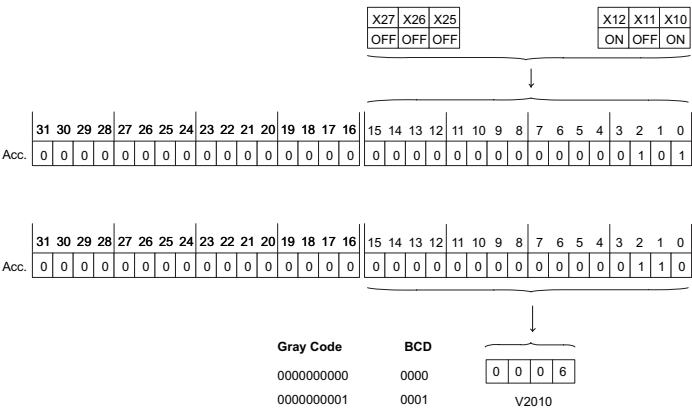 X27 X26 X25 X12 X11 X10
OFF OFF OFF ON OFF ON
31 30 29 28 27 26 25 24 23 22 21 20 19 18 17 16 15 14 13 12 11 10 9 8 7 6 5 4 3 2 1 0
Acc. 0 0 0 0 0 0 0 0 0 0 0 0 0 0 0 0 0 0 0 0 0 0 0 0 0 0 0 0 0 1 0 1
31 30 29 28 27 26 25 24 23 22 21 20 19 18 17 16 15 14 13 12 11 10 9 8 7 6 5 4 3 2 1 0
Acc. 0 0 0 0 0 0 0 0 0 0 0 0 0 0 0 0 0 0 0 0 0 0 0 0 0 0 0 0 0 1 1 0
Gray Code BCD
0 0 0 6
0000000000 0000
0000000001 0001 V2010